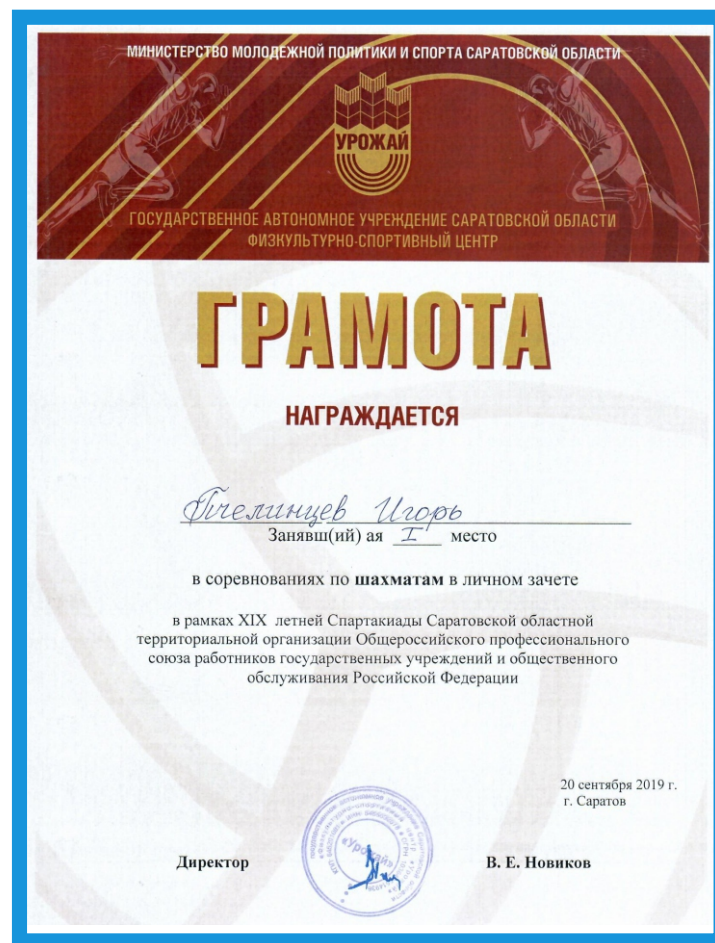 МИНИСТЕРСТВО МОЛОДЕЖНОЙ ПОЛИТИКИ И СПОРТА САРАТОВСКОЙ ОБЛАСТИ
УРОЖАЙ
ГОСУДАРСТВЕННОЕ АВТОНОМНОЕ УЧРЕЖДЕНИЕ САРАТОВСКОЙ ОБЛАСТИ
ФИЗКУЛЬТУРНО-СПОРТИВНЫЙ ЦЕНТР
ГРАМОТА
НАГРАЖДАЕТСЯ
Пчелинцев Игорь
Занявш(ий) ая I место
в соревнованиях по шахматам в личном зачете
в рамках XIX летней Спартакиады Саратовской областной
территориальной организации Общероссийского профессионального
союза работников государственных учреждений и общественного
обслуживания Российской Федерации
20 сентября 2019 г.
г. Саратов
«Урожай»
Директор В. Е. Новиков